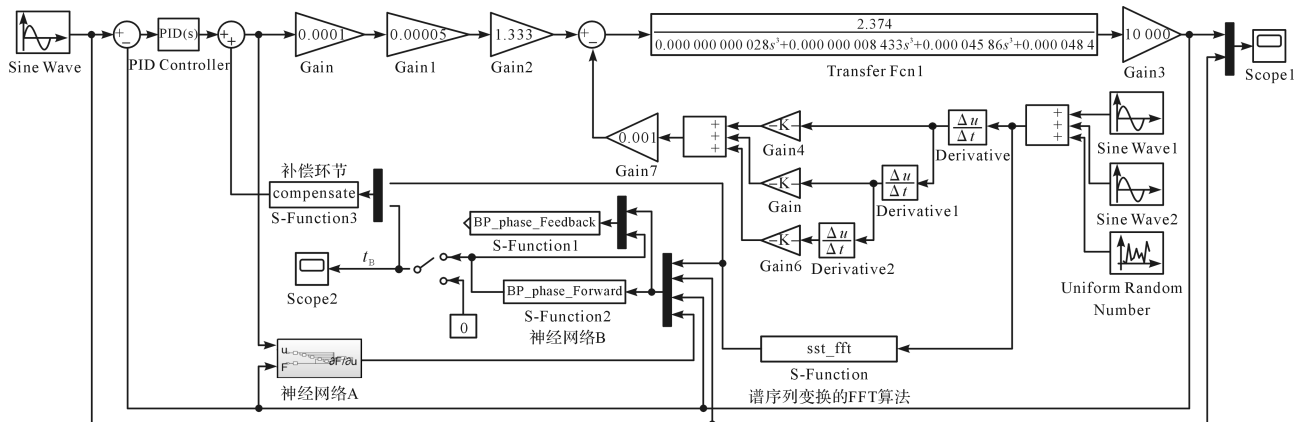 Sine Wave
PID(s)
PID Controller
0.0001
Gain
0.00005
Gain1
1.333
Gain2
2.374
0.000 000 000 028s³+0.000 000 008 433s³+0.000 045 86s³+0.000 048 4
Transfer Fcn1
10 000
Gain3
Scope1
0.001
Gain7
-K-
Gain4
Δu
Δt
Derivative
Sine Wave1
-K-
Gain
Δu
Δt
Derivative1
Sine Wave2
-K-
Gain6
Δu
Δt
Derivative2
Uniform Random
Number
补偿环节
compensate
S-Function3
BP_phase_Feedback
S-Function1
tB
Scope2
BP_phase_Forward
S-Function2
神经网络B
0
u
F
∂F/∂u
神经网络A
sst_fft
S-Function
谱序列变换的FFT算法